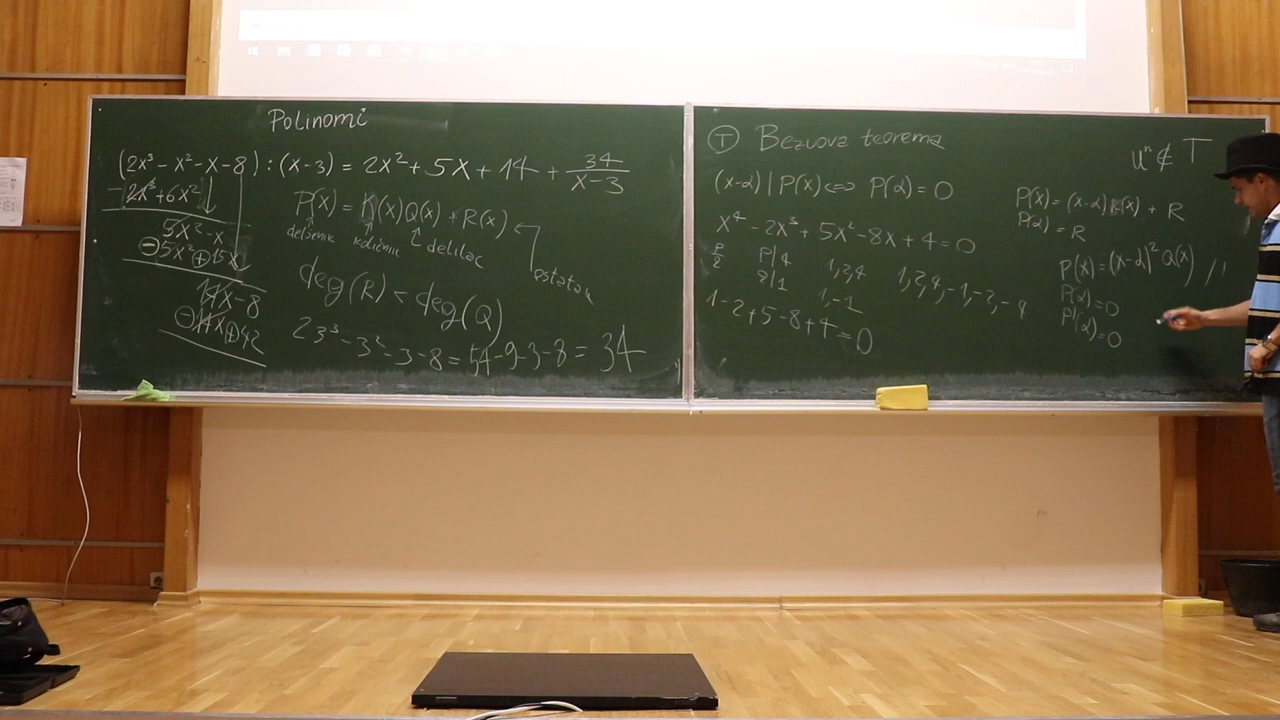 Polinomi
(2x³ - x² - x - 8) : (x - 3) = 2x² + 5x + 14 + 34/(x-3)
- 2x³ + 6x²
5x² - x
⊖ 5x² ⊕ 15x
14x - 8
⊖ 14x ⊕ 42
P(x) = K(x)Q(x) + R(x)
deljenik količnik delilac ostatak
deg(R) < deg(Q)
2·3³ - 3² - 3 - 8 = 54 - 9 - 3 - 8 = 34
Ⓣ Bezuova teorema
(x-α) | P(x) ⇔ P(α) = 0
x⁴ - 2x³ + 5x² - 8x + 4 = 0
p/2 p|4 1,2,4 1,2,4,-1,-2,-4
2|1 1,-1
1 - 2 + 5 - 8 + 4 = 0
uⁿ ∉ T
P(x) = (x-α) K(x) + R
P(α) = R
P(x) = (x-α)² Q(x) /'
P(α) = 0
P'(α) = 0